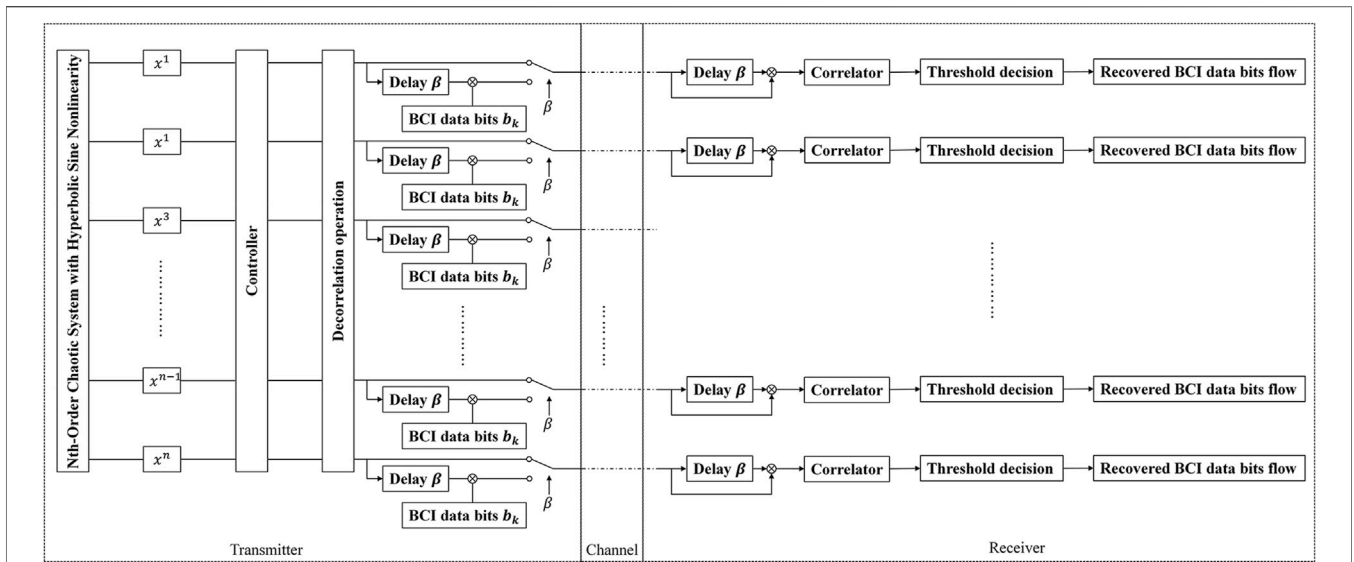 Nth-Order Chaotic System with Hyperbolic Sine Nonlinearity
x¹
x¹
x³
xⁿ⁻¹
xⁿ
Controller
Decorrelation operation
Delay β
BCI data bits bₖ
β
Delay β
BCI data bits bₖ
β
Delay β
BCI data bits bₖ
β
Delay β
BCI data bits bₖ
β
Delay β
BCI data bits bₖ
β
Delay β
Correlator
Threshold decision
Recovered BCI data bits flow
Delay β
Correlator
Threshold decision
Recovered BCI data bits flow
Delay β
Correlator
Threshold decision
Recovered BCI data bits flow
Delay β
Correlator
Threshold decision
Recovered BCI data bits flow
Transmitter
Channel
Receiver